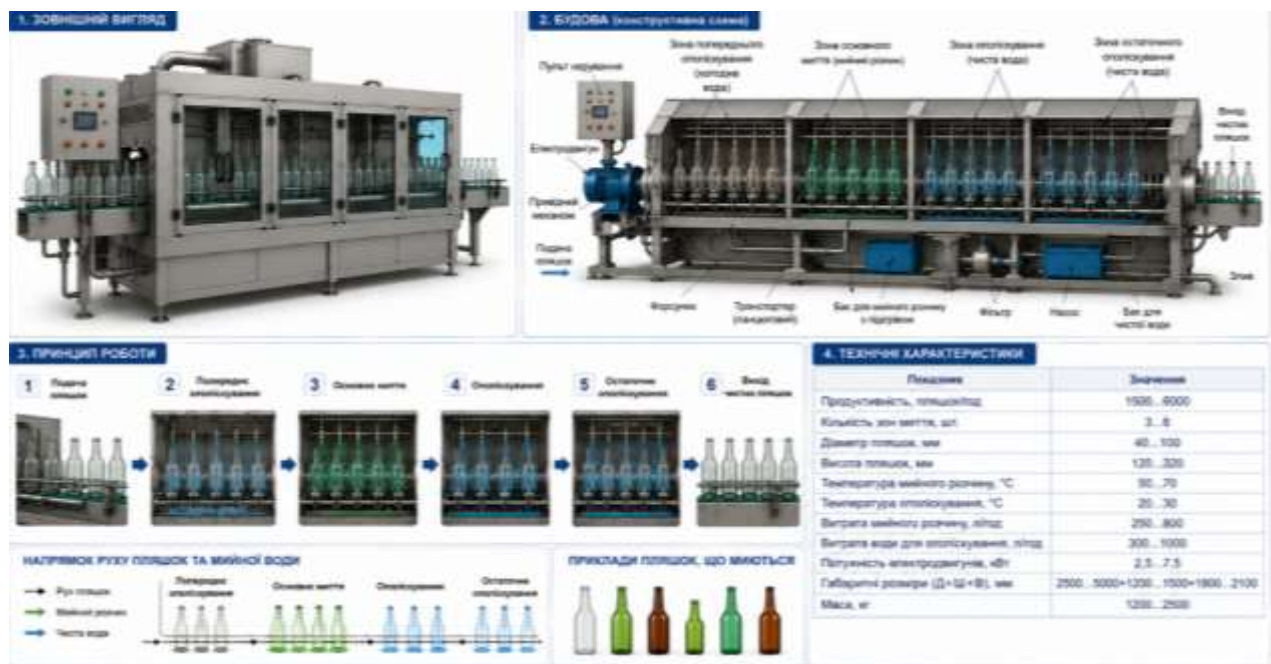 1. ЗОВНІШНІЙ ВИГЛЯД
2. БУДОВА (конструктивна схема)
Пульт керування
Зона попереднього
ополіскування
(холодна
вода)
Зона основного
миття (мийний розчин)
Зона ополіскування
(чиста вода)
Зона остаточного
ополіскування
(чиста вода)
Вихід
чистих
пляшок
Електродвигун
Привідний
механізм
Подача
пляшок
Форсунки
Транспортер
(ланцюговий)
Бак для мийного розчину
з підігрівом
Фільтр
Насос
Бак для
чистої води
Злив
3. ПРИНЦИП РОБОТИ
1 Подача
пляшок
2 Попереднє
ополіскування
3 Основне миття
4 Ополіскування
5 Остаточне
ополіскування
6 Вихід
чистих пляшок
НАПРЯМОК РУХУ ПЛЯШОК ТА МИЙНОЇ ВОДИ
Рух пляшок
Мийний розчин
Чиста вода
Попереднє
ополіскування
Основне миття
Ополіскування
Остаточне
ополіскування
ПРИКЛАДИ ПЛЯШОК, ЩО МИЮТЬСЯ
4. ТЕХНІЧНІ ХАРАКТЕРИСТИКИ
Показник Значення
Продуктивність, пляшок/год 1500...6000
Кількість зон миття, шт. 3...6
Діаметр пляшок, мм 40...100
Висота пляшок, мм 120...320
Температура мийного розчину, °C 50...70
Температура ополіскування, °C 20...30
Витрата мийного розчину, л/год 250...800
Витрата води для ополіскування, л/год 300...1000
Потужність електродвигунів, кВт 2,5...7,5
Габаритні розміри (Д×Ш×В), мм 2500...5000×1200...1500×1800...2100
Маса, кг 1200...2500